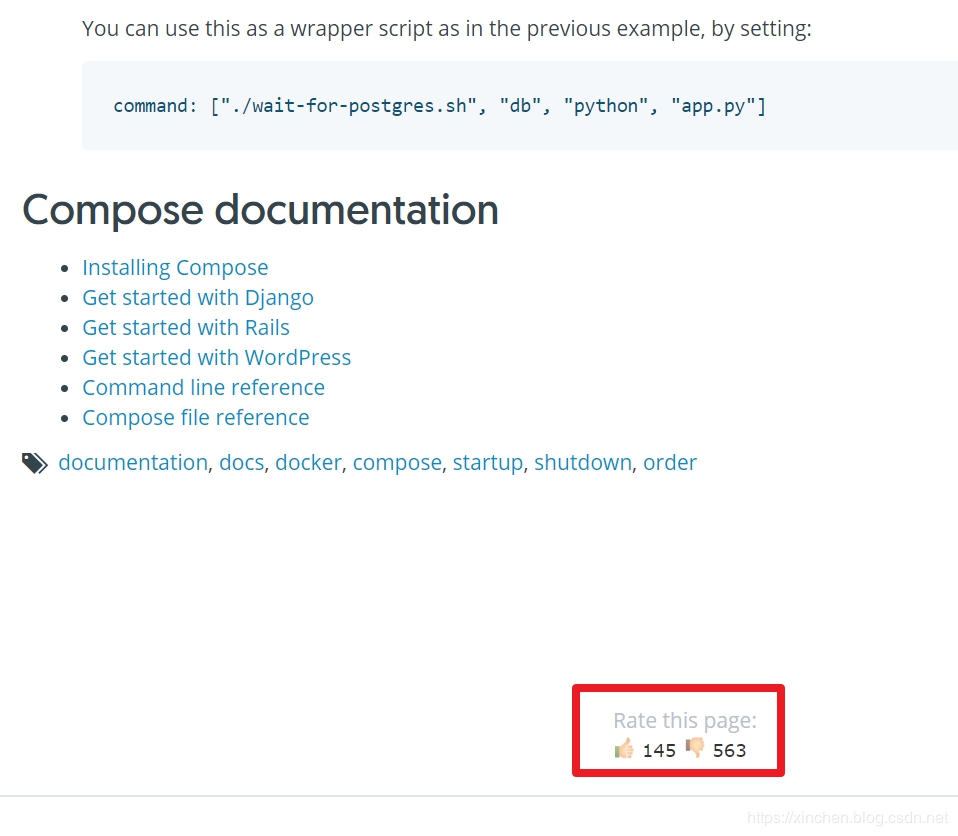 You can use this as a wrapper script as in the previous example, by setting:
command: ["./wait-for-postgres.sh", "db", "python", "app.py"]
Compose documentation
Installing Compose
Get started with Django
Get started with Rails
Get started with WordPress
Command line reference
Compose file reference
documentation, docs, docker, compose, startup, shutdown, order
Rate this page:
145 563
https://xinchen.blog.csdn.net